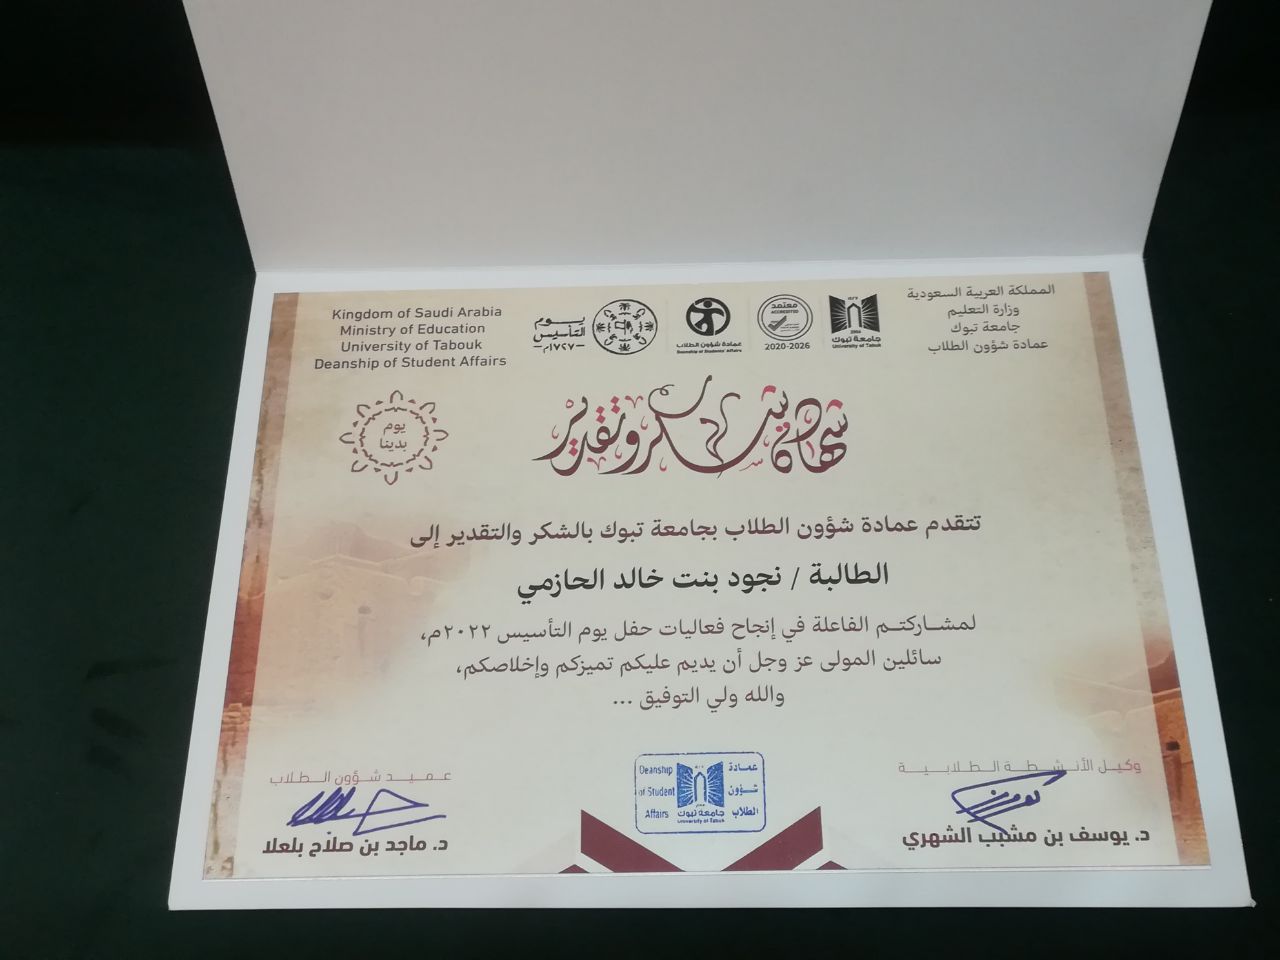 المملكة العربية السعودية
وزارة التعليم
جامعة تبوك
عمادة شؤون الطلاب
معتمد
ACCREDITED
2020-2026
جامعة تبوك
University of Tabuk
عمادة شؤون الطلاب
Deanship of Students' Affairs
يوم
التأسيس
١٧٢٧م
Kingdom of Saudi Arabia
Ministry of Education
University of Tabouk
Deanship of Student Affairs
يوم
بدينا
شهادة شكر وتقدير
تتقدم عمادة شؤون الطلاب بجامعة تبوك بالشكر والتقدير إلى
الطالبة / نجود بنت خالد الحازمي
لمشاركتم الفاعلة في إنجاح فعاليات حفل يوم التأسيس ٢٠٢٢م،
سائلين المولى عز وجل أن يديم عليكم تميزكم وإخلاصكم،
والله ولي التوفيق ...
وكيل الأنشطة الطلابية
د. يوسف بن مشبب الشهري
عمادة
شؤون
الطلاب
Deanship
of Student
Affairs
جامعة تبوك
University of Tabuk
عميد شؤون الطلاب
د. ماجد بن صلاح بلعلا